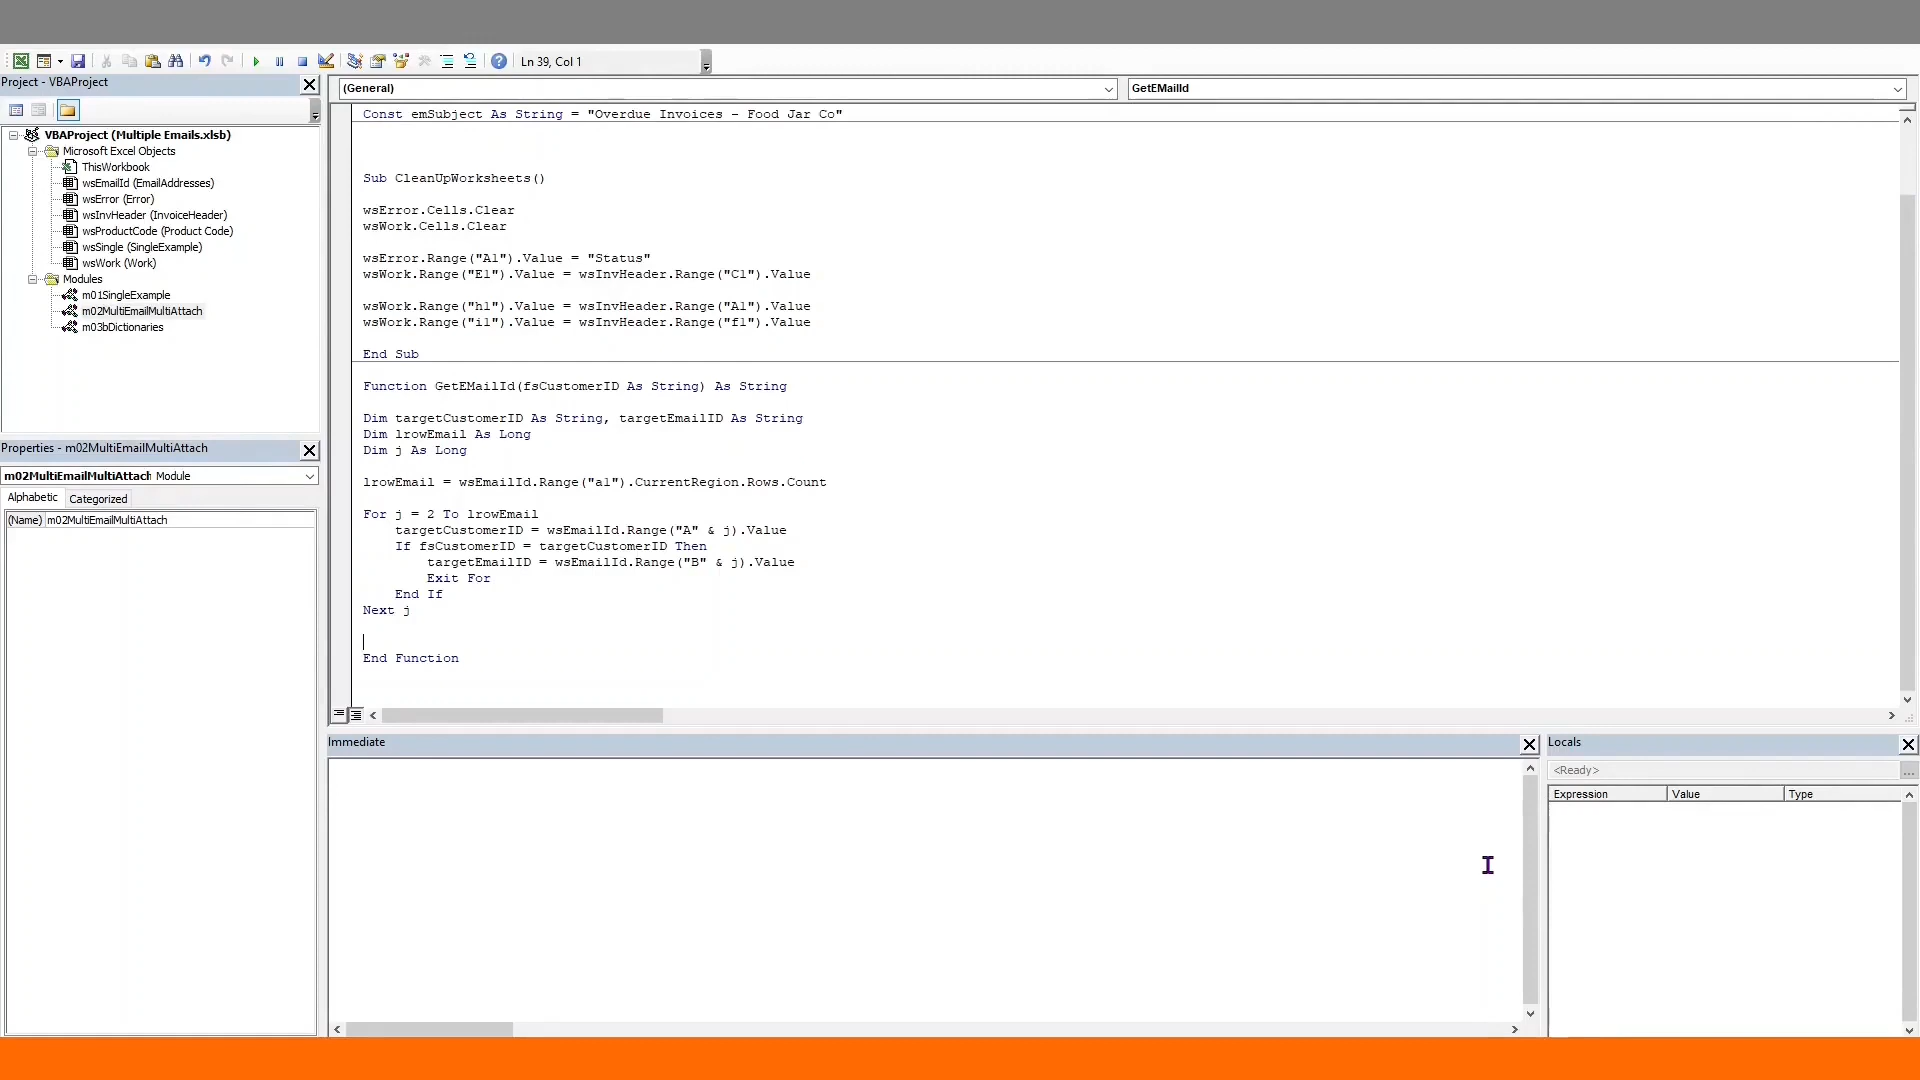 Ln 39, Col 1
Project - VBAProject
VBAProject (Multiple Emails.xlsb)
Microsoft Excel Objects
ThisWorkbook
wsEmailId (EmailAddresses)
wsError (Error)
wsInvHeader (InvoiceHeader)
wsProductCode (Product Code)
wsSingle (SingleExample)
wsWork (Work)
Modules
m01SingleExample
m02MultiEmailMultiAttach
m03bDictionaries
Properties - m02MultiEmailMultiAttach
m02MultiEmailMultiAttach Module
Alphabetic Categorized
(Name) m02MultiEmailMultiAttach
(General) GetEMailId
Const emSubject As String = "Overdue Invoices - Food Jar Co"
Sub CleanUpWorksheets()
wsError.Cells.Clear
wsWork.Cells.Clear
wsError.Range("A1").Value = "Status"
wsWork.Range("E1").Value = wsInvHeader.Range("C1").Value
wsWork.Range("h1").Value = wsInvHeader.Range("A1").Value
wsWork.Range("i1").Value = wsInvHeader.Range("f1").Value
End Sub
Function GetEMailId(fsCustomerID As String) As String
Dim targetCustomerID As String, targetEmailID As String
Dim lrowEmail As Long
Dim j As Long
lrowEmail = wsEmailId.Range("a1").CurrentRegion.Rows.Count
For j = 2 To lrowEmail
targetCustomerID = wsEmailId.Range("A" & j).Value
If fsCustomerID = targetCustomerID Then
targetEmailID = wsEmailId.Range("B" & j).Value
Exit For
End If
Next j
End Function
Immediate
Locals
<Ready>
Expression Value Type